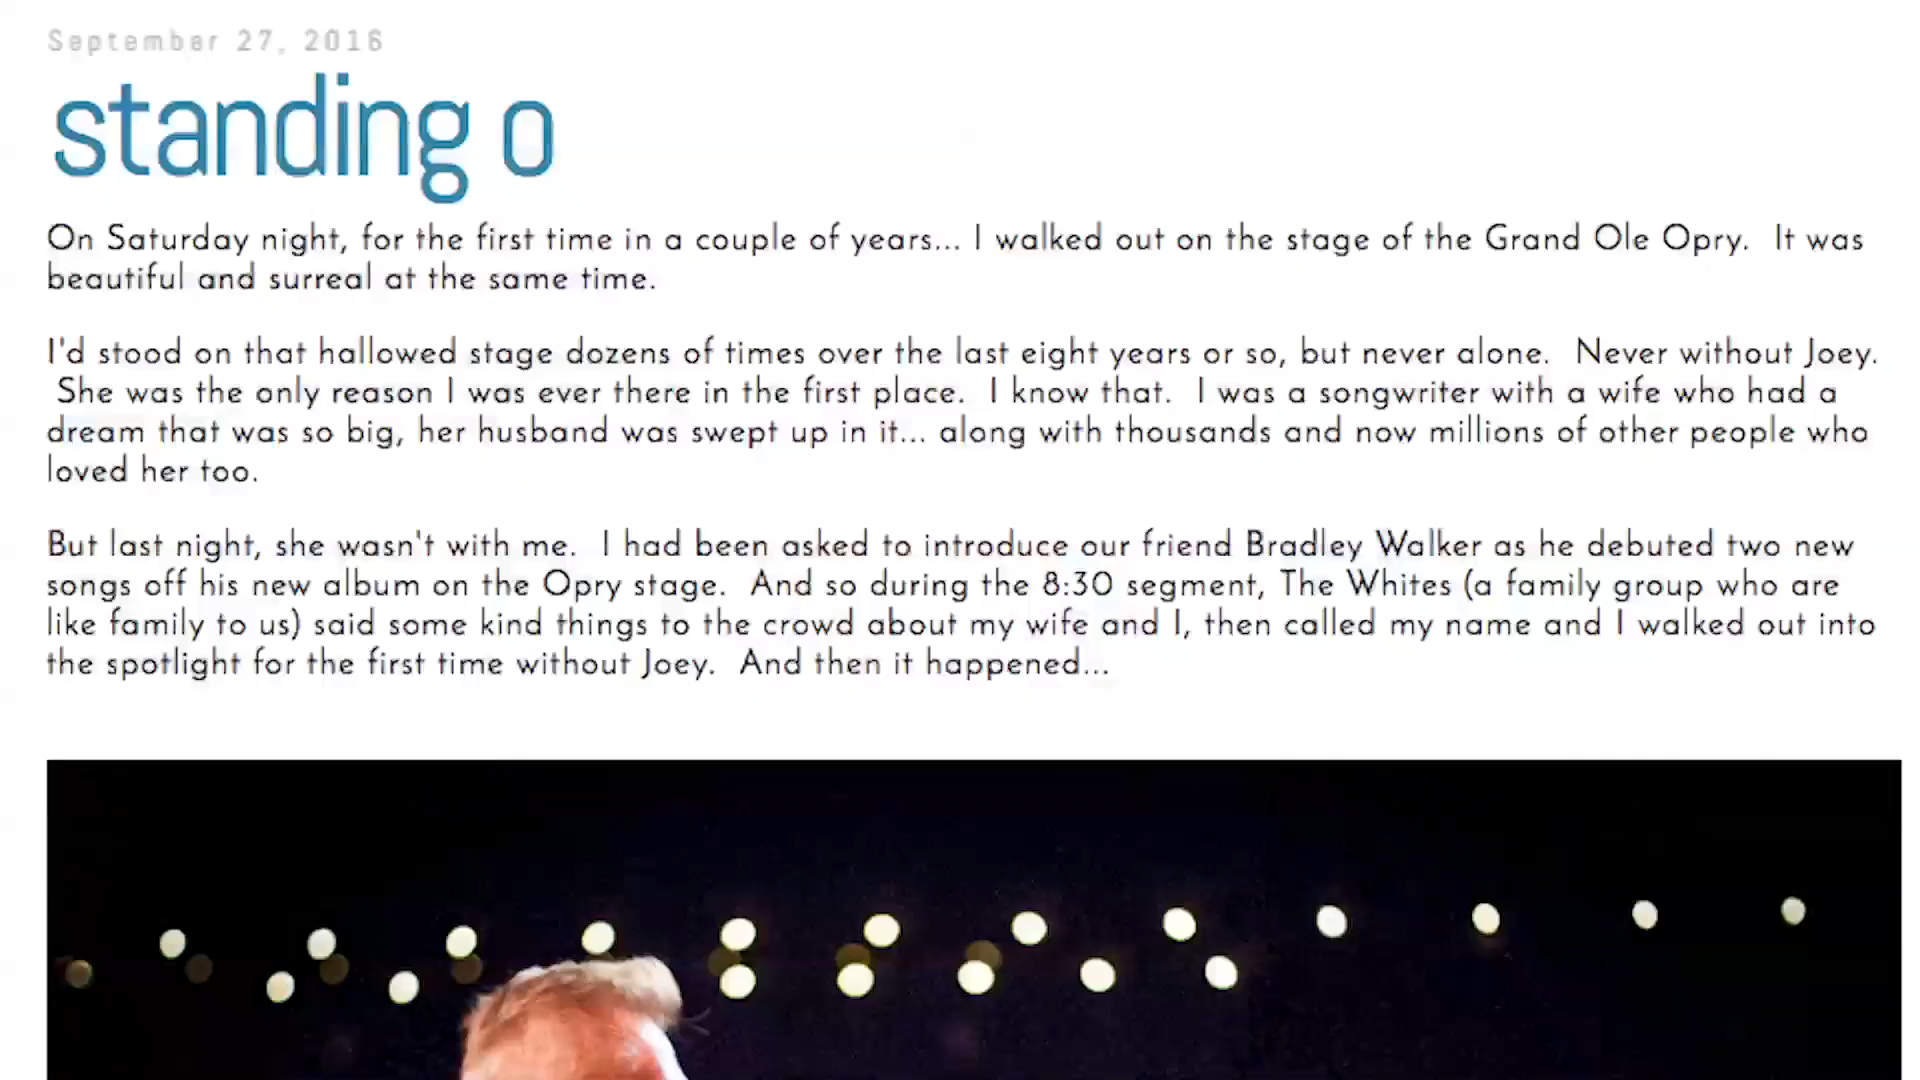 September 27, 2016
standing o
On Saturday night, for the first time in a couple of years... I walked out on the stage of the Grand Ole Opry. It was
beautiful and surreal at the same time.
I'd stood on that hallowed stage dozens of times over the last eight years or so, but never alone. Never without Joey.
She was the only reason I was ever there in the first place. I know that. I was a songwriter with a wife who had a
dream that was so big, her husband was swept up in it... along with thousands and now millions of other people who
loved her too.
But last night, she wasn't with me. I had been asked to introduce our friend Bradley Walker as he debuted two new
songs off his new album on the Opry stage. And so during the 8:30 segment, The Whites (a family group who are
like family to us) said some kind things to the crowd about my wife and I, then called my name and I walked out into
the spotlight for the first time without Joey. And then it happened...